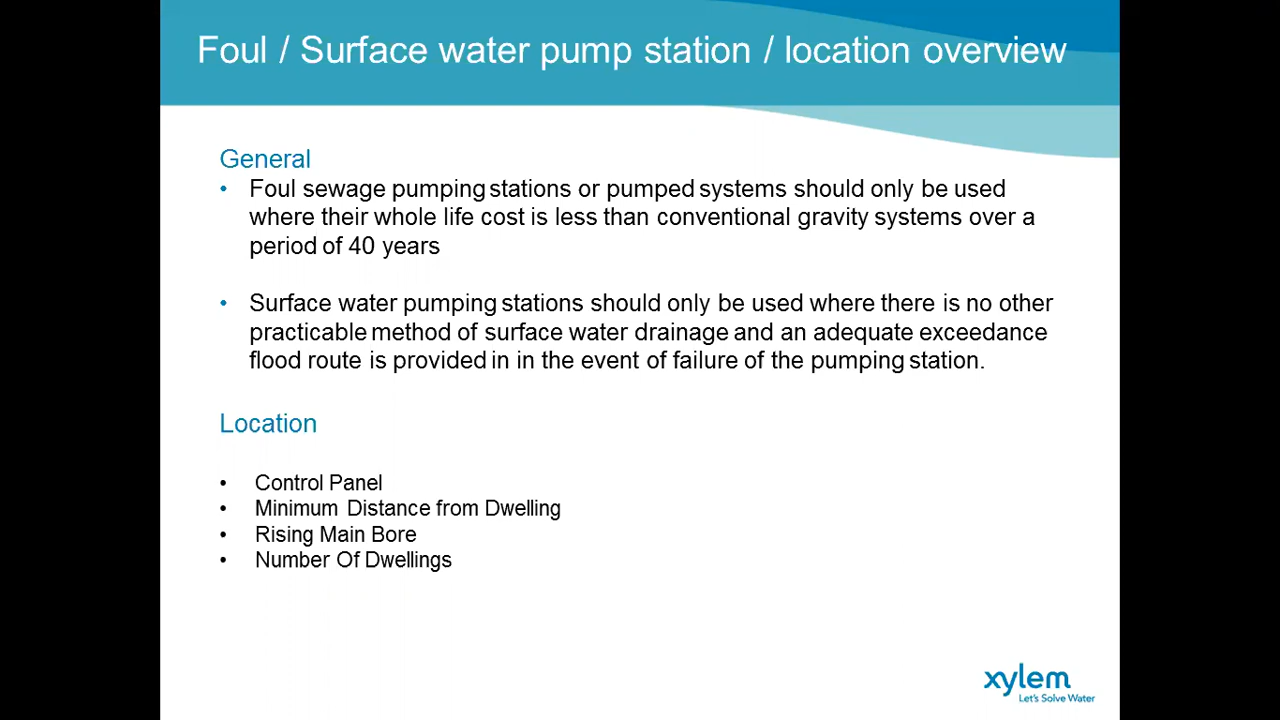 Foul / Surface water pump station / location overview
General
• Foul sewage pumping stations or pumped systems should only be used
where their whole life cost is less than conventional gravity systems over a
period of 40 years
• Surface water pumping stations should only be used where there is no other
practicable method of surface water drainage and an adequate exceedance
flood route is provided in in the event of failure of the pumping station.
Location
• Control Panel
• Minimum Distance from Dwelling
• Rising Main Bore
• Number Of Dwellings
xylem
Let's Solve Water